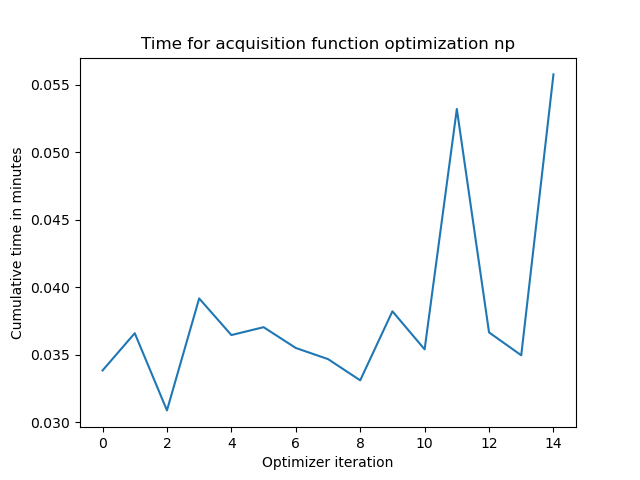 Time for acquisition function optimization np
Cumulative time in minutes
0.055
0.050
0.045
0.040
0.035
0.030
0 2 4 6 8 10 12 14
Optimizer iteration